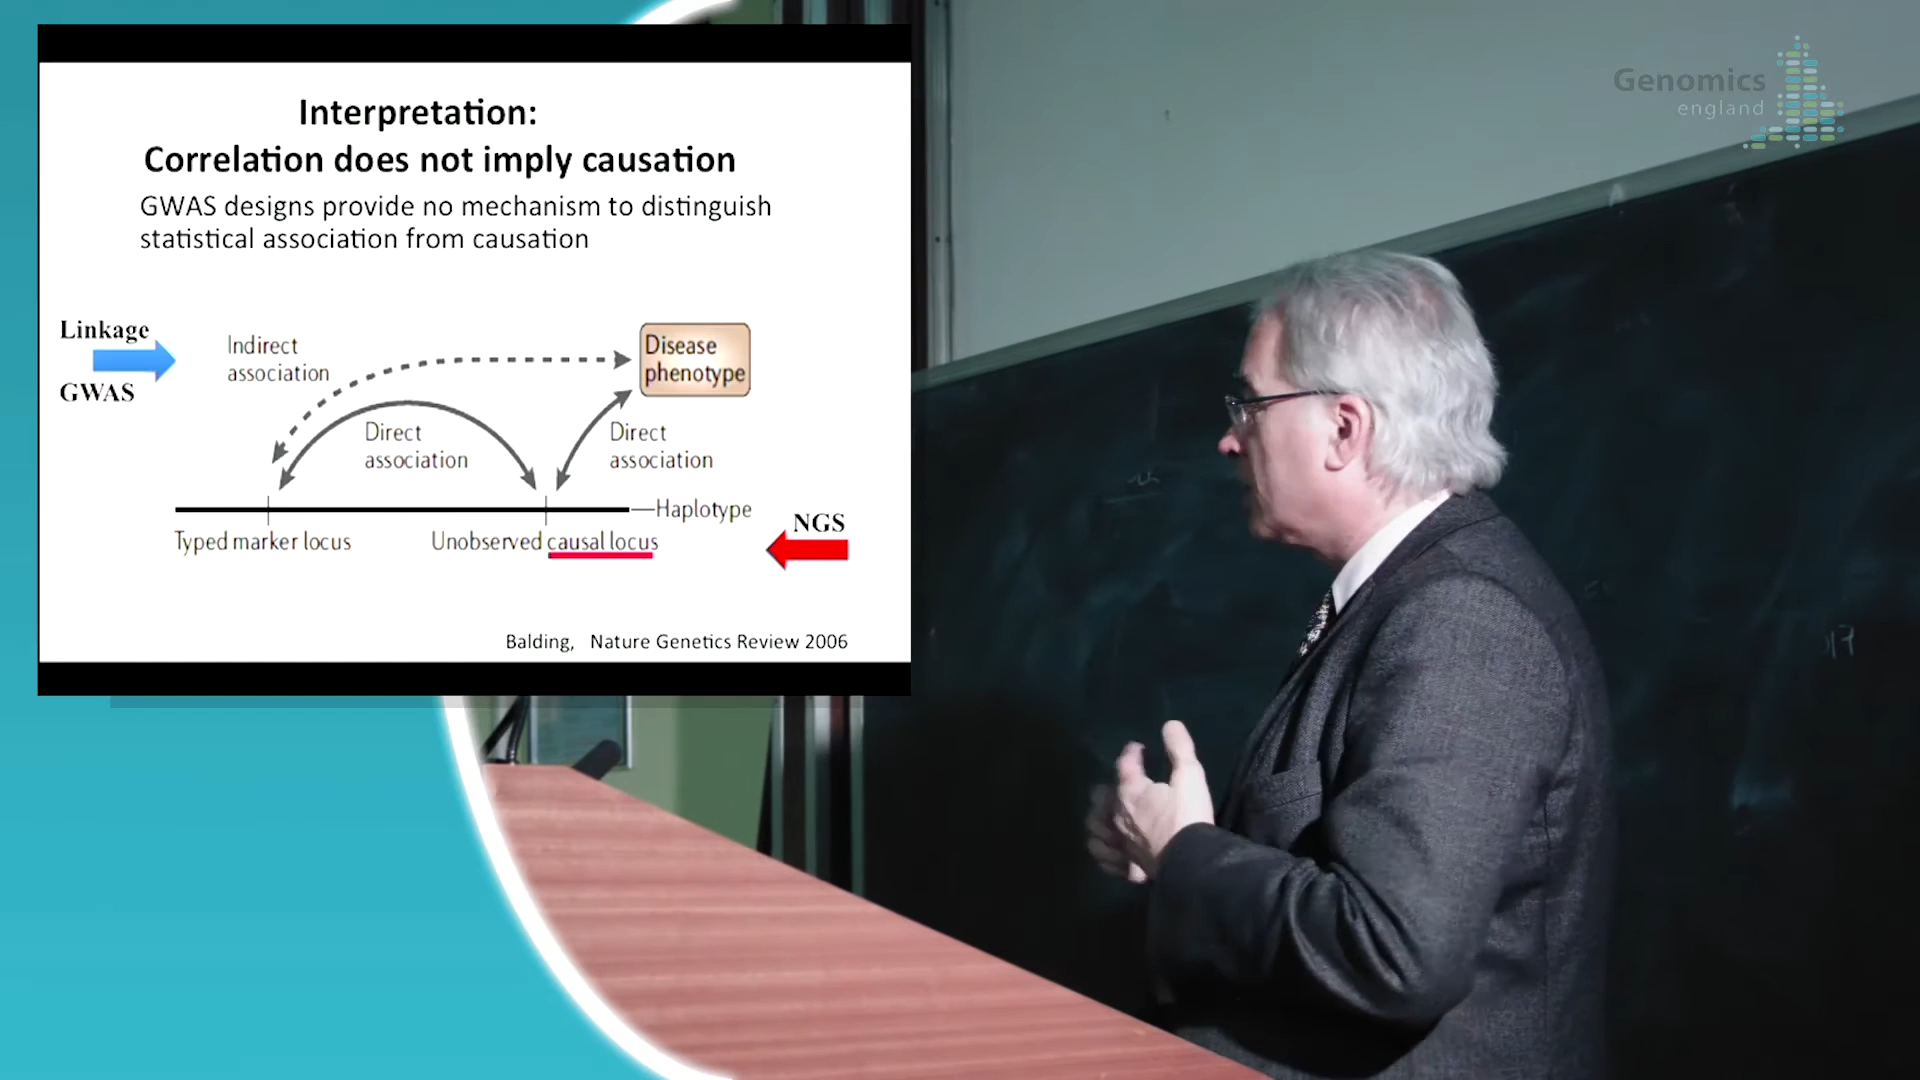 Interpretation:
Correlation does not imply causation
GWAS designs provide no mechanism to distinguish
statistical association from causation
Linkage
GWAS
Indirect
association
Disease
phenotype
Direct
association
Direct
association
Haplotype
Typed marker locus
Unobserved causal locus
NGS
Balding, Nature Genetics Review 2006
Genomics
england